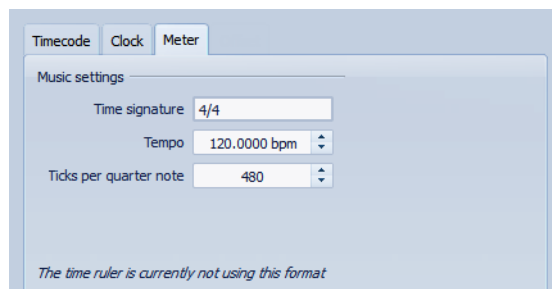 Timecode Clock Meter
Music settings
Time signature 4/4
Tempo 120.0000 bpm
Ticks per quarter note 480
The time ruler is currently not using this format